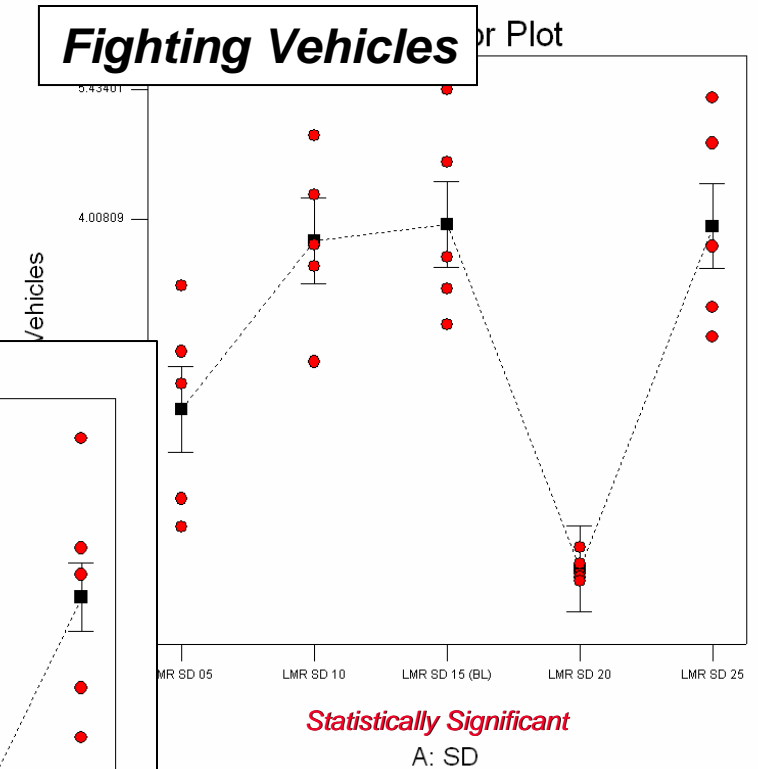 Fighting Vehicles
or Plot
5.43401
4.00809
Vehicles
MR SD 05
LMR SD 10
LMR SD 15 (BL)
LMR SD 20
LMR SD 25
Statistically Significant
A: SD